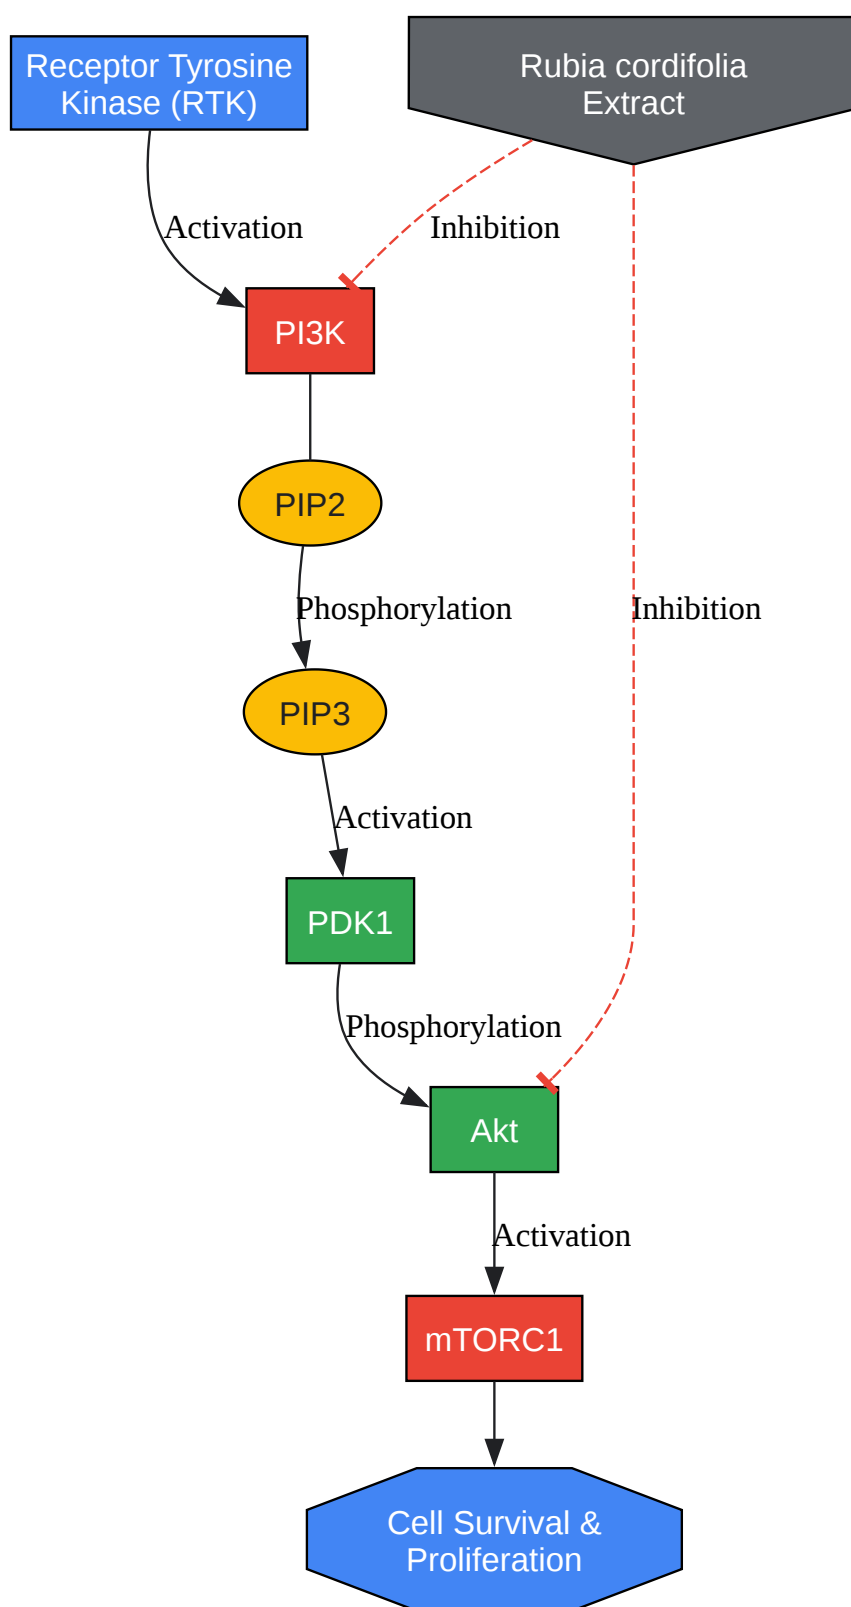 Receptor Tyrosine
Kinase (RTK)
Rubia cordifolia
Extract
Activation
Inhibition
PI3K
PIP2
Phosphorylation
Inhibition
PIP3
Activation
PDK1
Phosphorylation
Akt
Activation
mTORC1
Cell Survival &
Proliferation